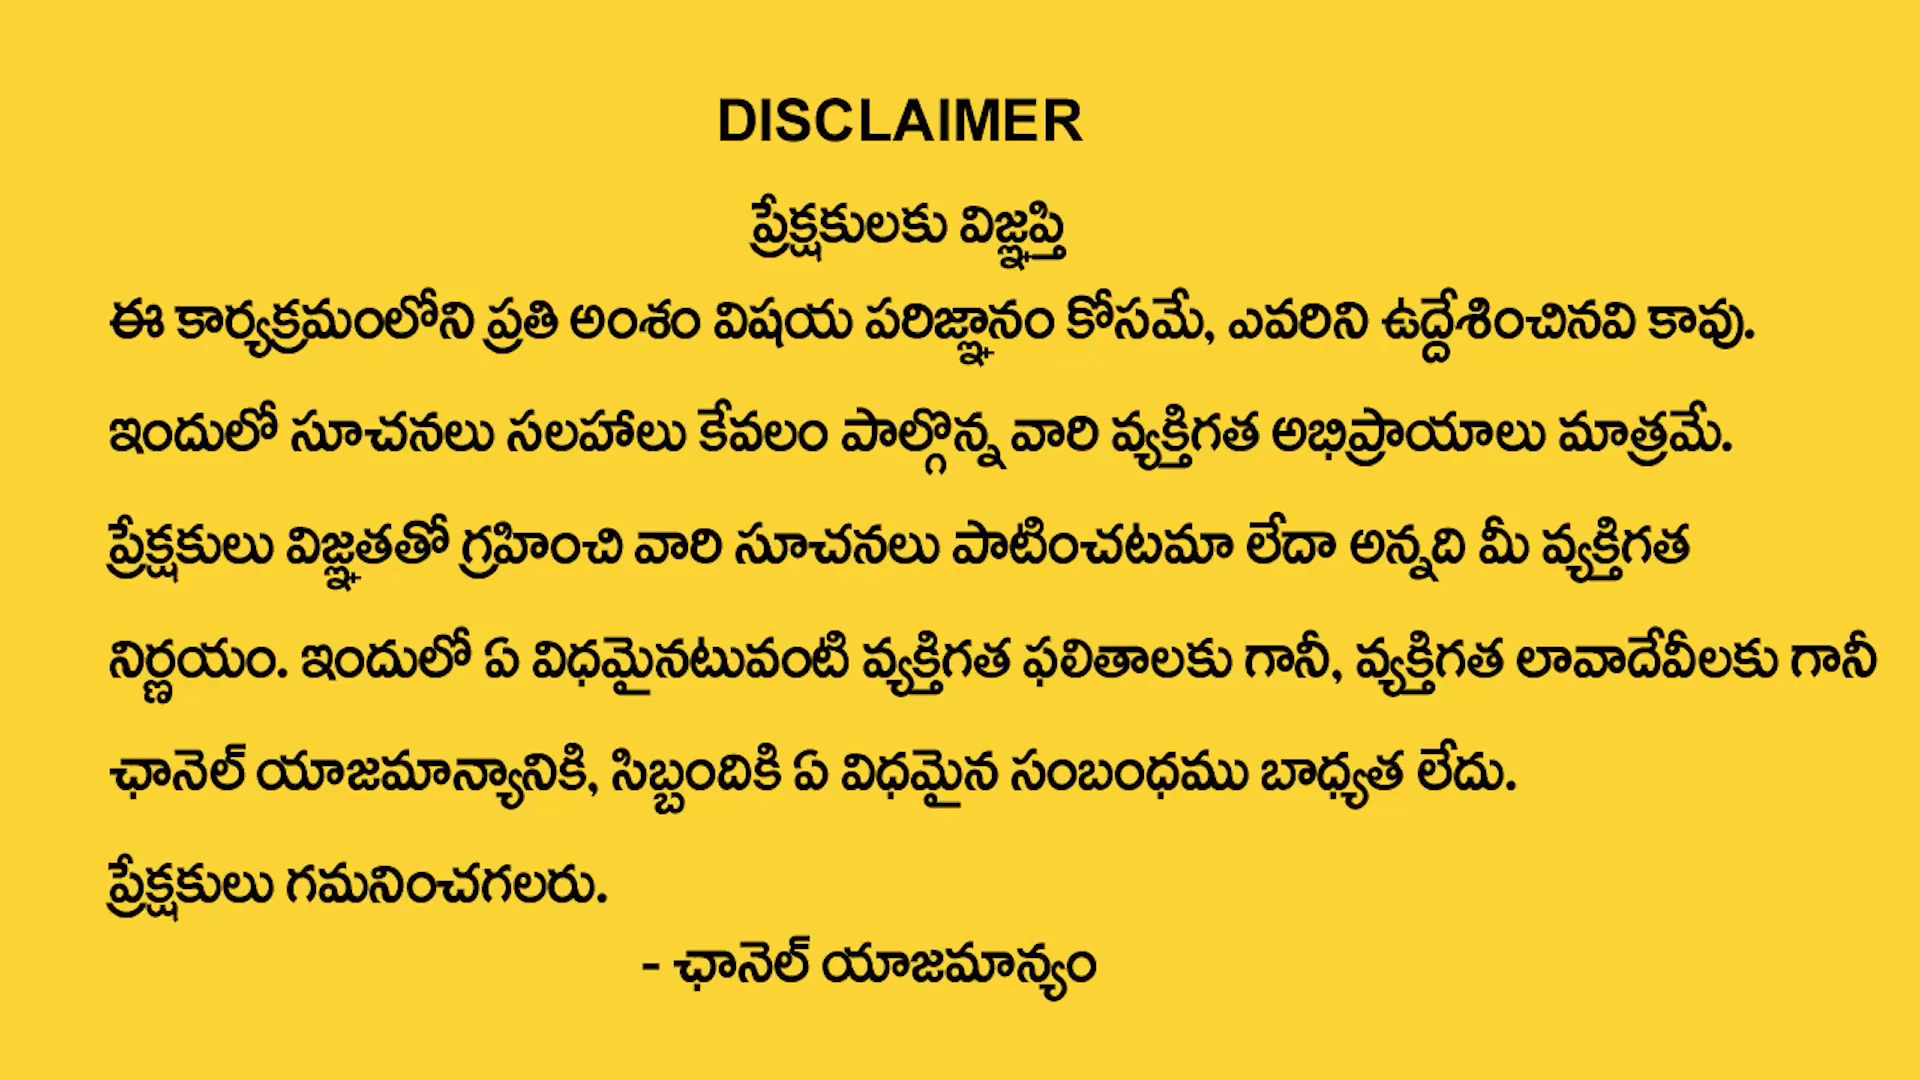 DISCLAIMER
ప్రేక్షకులకు విజ్ఞప్తి
ఈ కార్యక్రమంలోని ప్రతి అంశం విషయ పరిజ్ఞానం కోసమే, ఎవరిని ఉద్దేశించినవి కావు.
ఇందులో సూచనలు సలహాలు కేవలం పాల్గొన్న వారి వ్యక్తిగత అభిప్రాయాలు మాత్రమే.
ప్రేక్షకులు విజ్ఞతతో గ్రహించి వారి సూచనలు పాటించటమా లేదా అన్నది మీ వ్యక్తిగత
నిర్ణయం. ఇందులో ఏ విధమైనటువంటి వ్యక్తిగత ఫలితాలకు గానీ, వ్యక్తిగత లావాదేవీలకు గానీ
ఛానెల్ యాజమాన్యానికి, సిబ్బందికి ఏ విధమైన సంబంధము బాధ్యత లేదు.
ప్రేక్షకులు గమనించగలరు.
- ఛానెల్ యాజమాన్యం